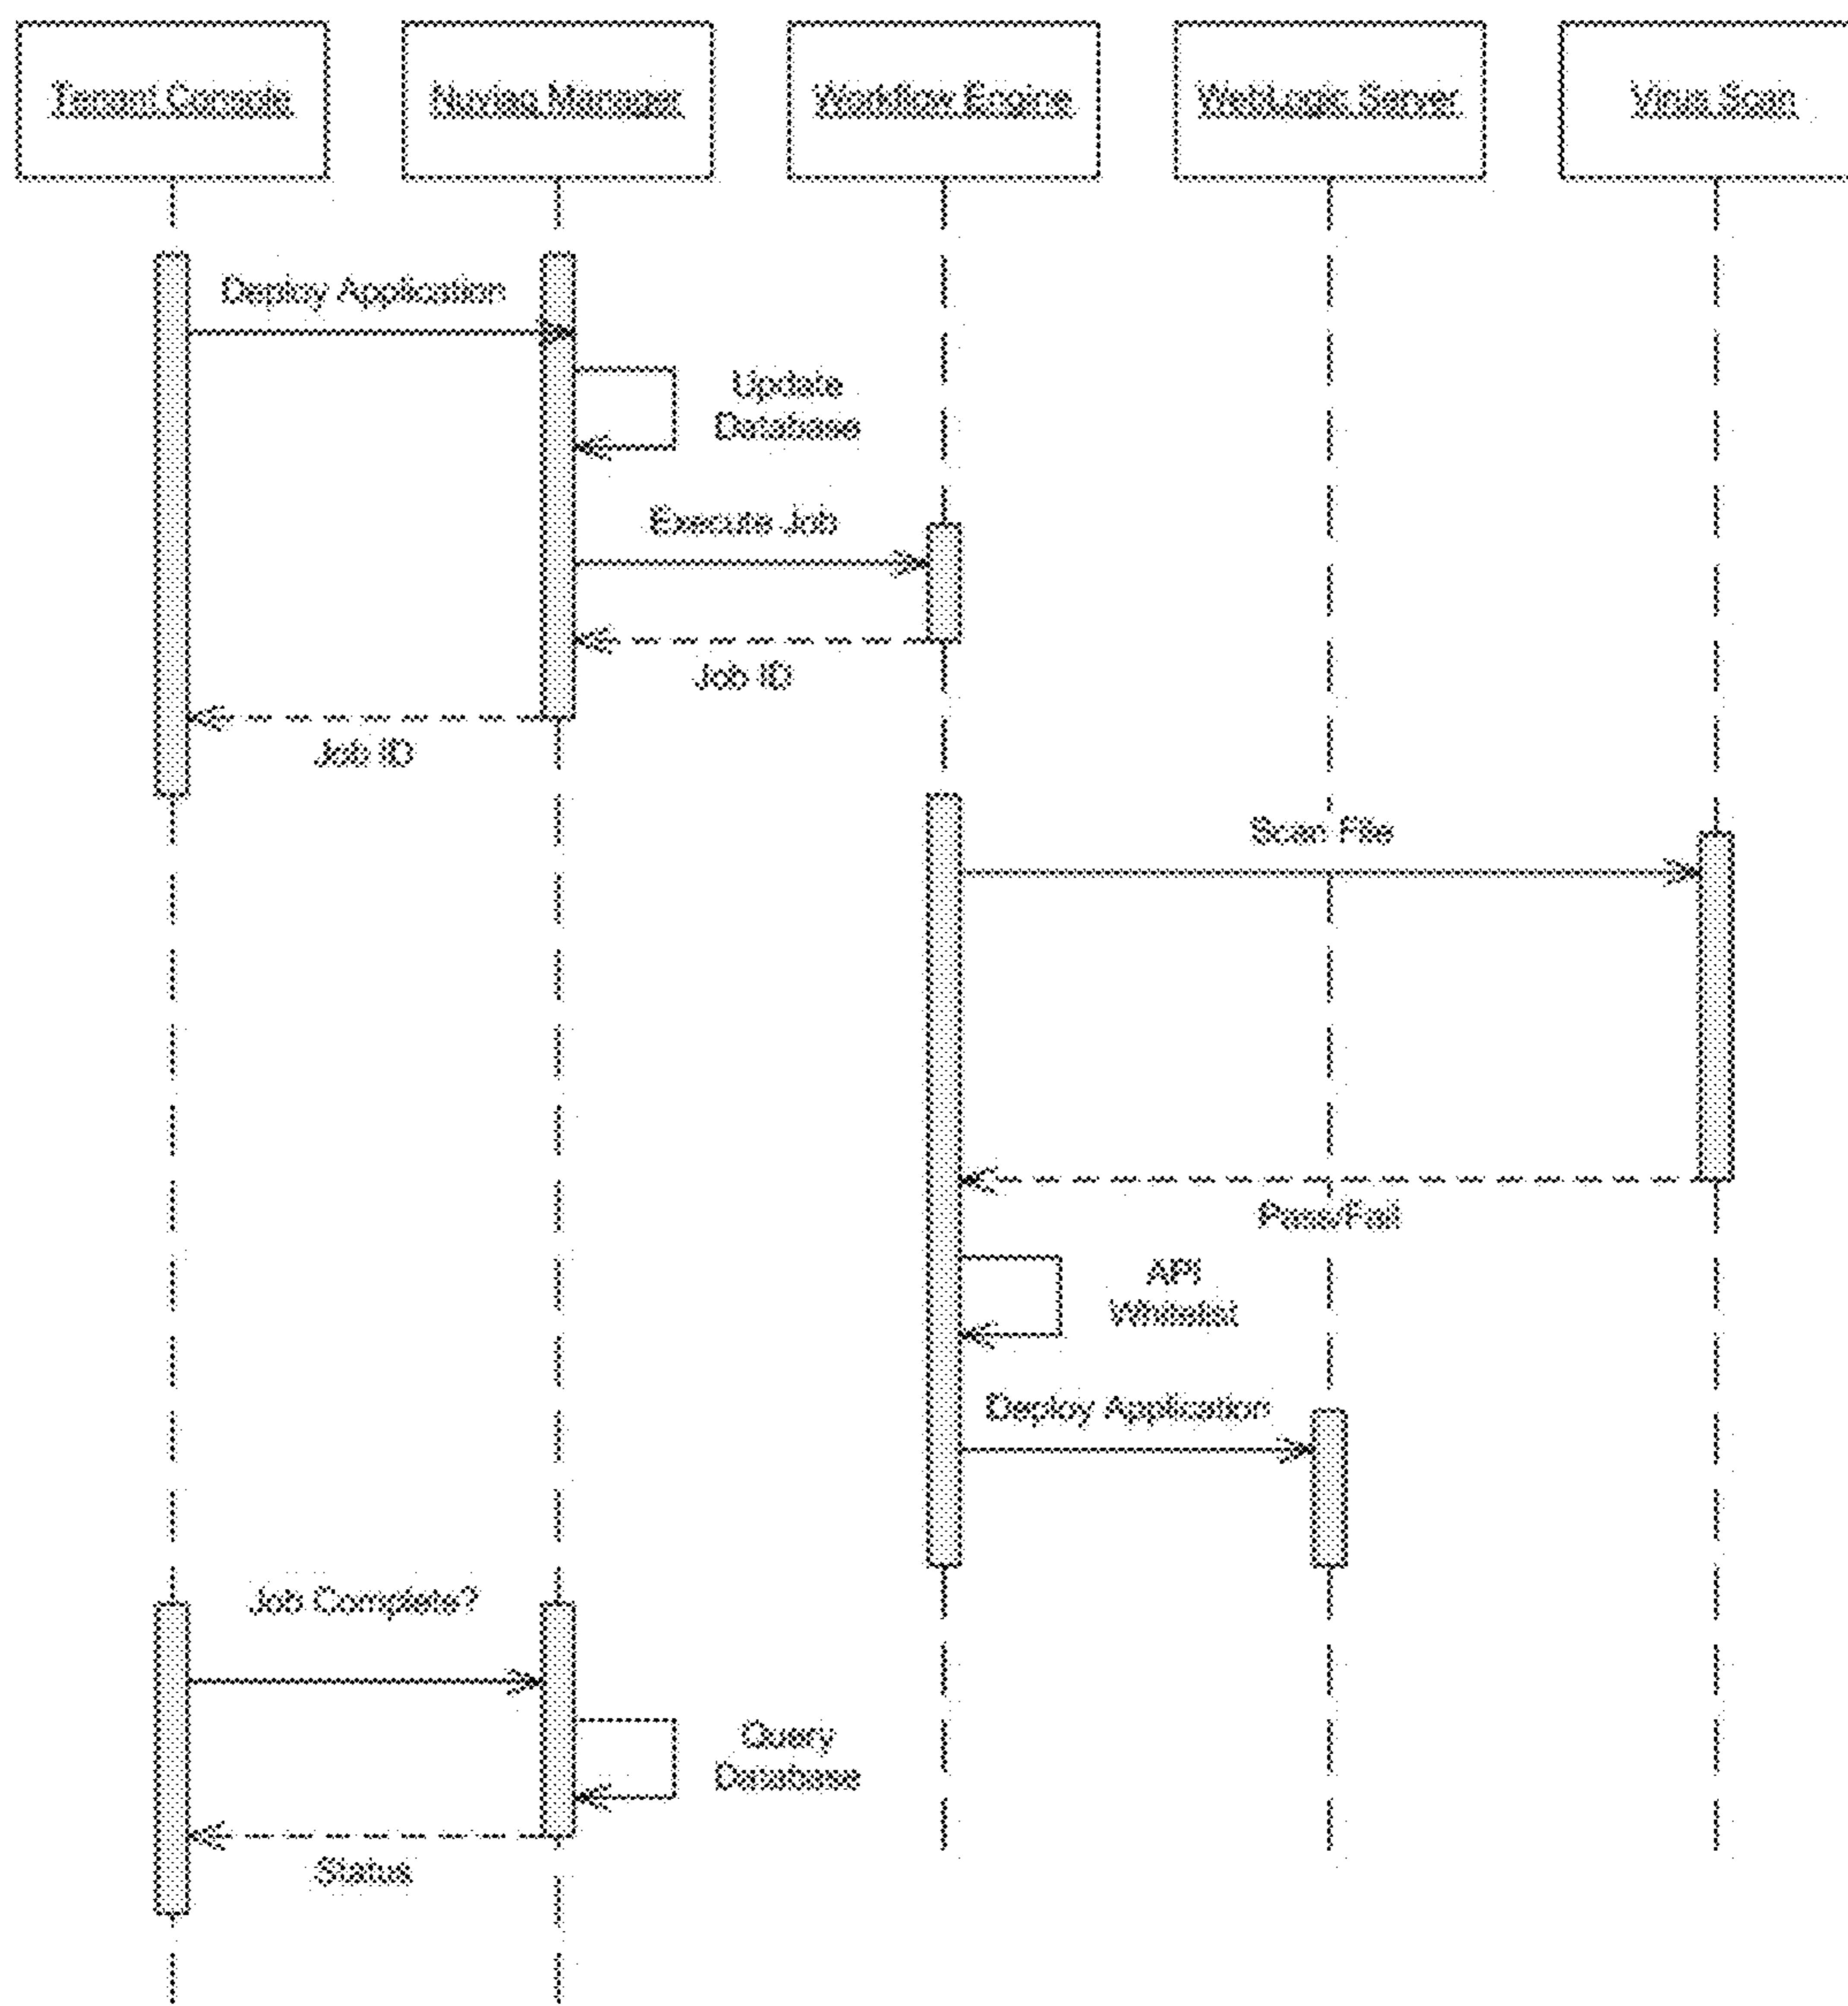 Tenant Console
Nuviaq Manager
Workflow Engine
WebLogic Server
Virus Scan
Deploy Application
Update
Database
Execute Job
Job ID
Job ID
Scan File
Pass/Fail
API
Whitelist
Deploy Application
Job Complete?
Query
Database
Status